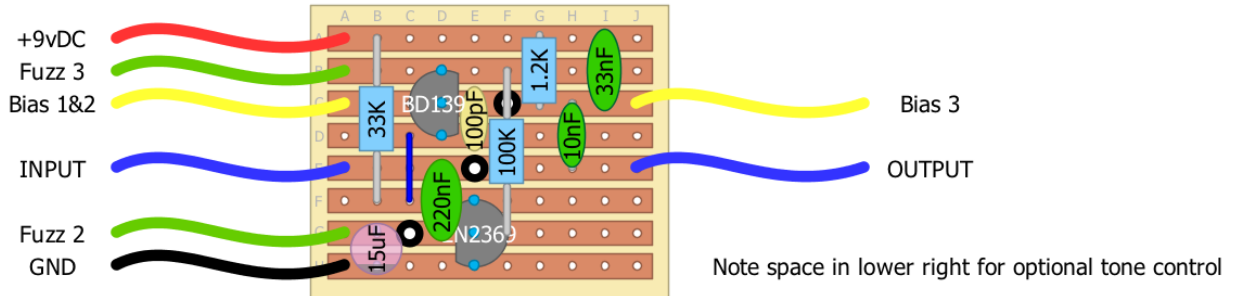 A B C D E F G H I J
+9vDC
Fuzz 3
Bias 1&2
INPUT
Fuzz 2
GND
A
B
C
D
E
F
G
H
33K
BD139
100pF
100K
1.2K
33nF
10nF
220nF
2N2369
15uF
Bias 3
OUTPUT
Note space in lower right for optional tone control